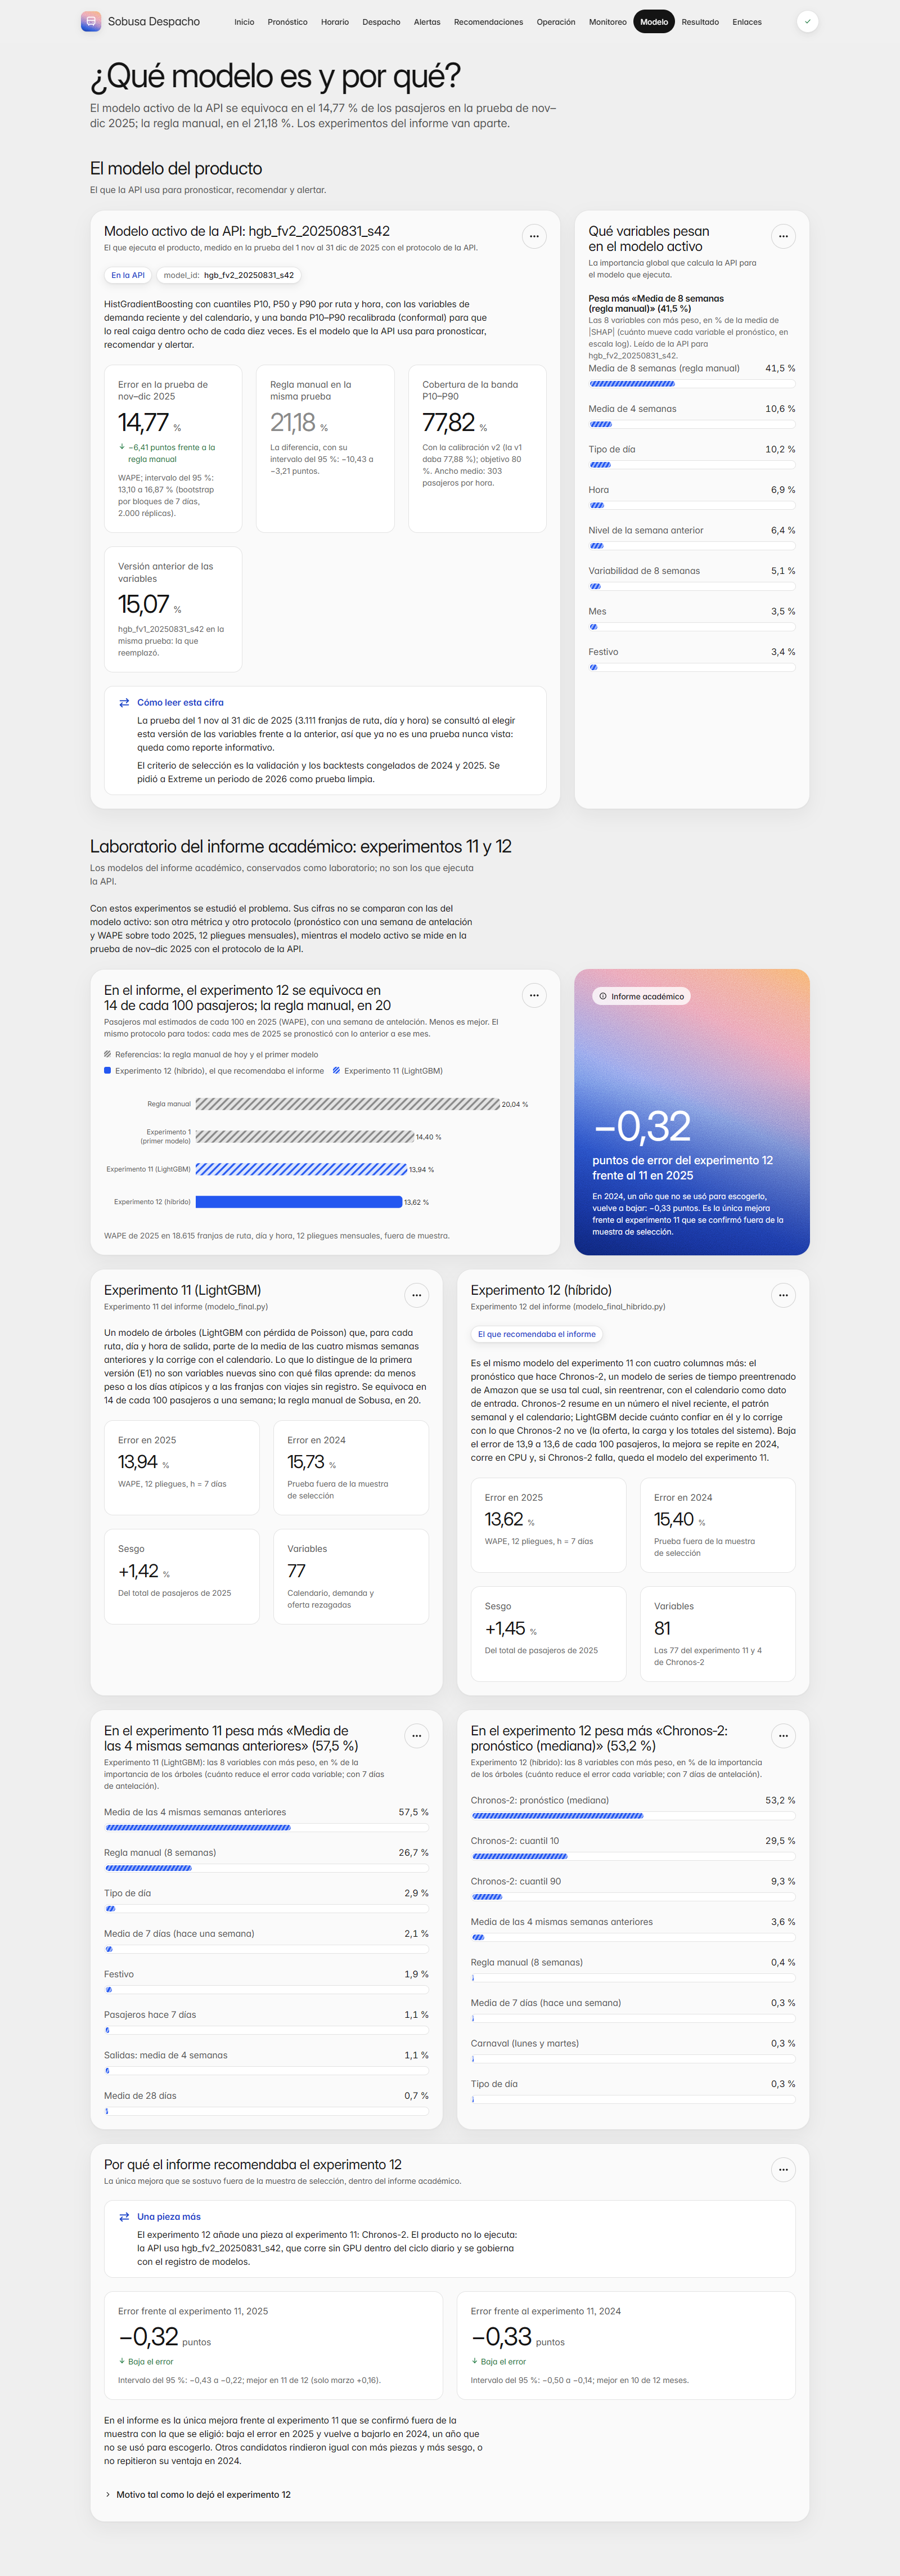 Sobusa Despacho
Inicio
Pronóstico
Horario
Despacho
Alertas
Recomendaciones
Operación
Monitoreo
Modelo
Resultado
Enlaces
¿Qué modelo es y por qué?
El modelo activo de la API se equivoca en el 14,77 % de los pasajeros en la prueba de nov–
dic 2025; la regla manual, en el 21,18 %. Los experimentos del informe van aparte.
El modelo del producto
El que la API usa para pronosticar, recomendar y alertar.
Modelo activo de la API: hgb_fv2_20250831_s42
El que ejecuta el producto, medido en la prueba del 1 nov al 31 dic de 2025 con el protocolo de la API.
En la API
model_id: hgb_fv2_20250831_s42
HistGradientBoosting con cuantiles P10, P50 y P90 por ruta y hora, con las variables de
demanda reciente y del calendario, y una banda P10–P90 recalibrada (conformal) para que
lo real caiga dentro ocho de cada diez veces. Es el modelo que la API usa para pronosticar,
recomendar y alertar.
Error en la prueba de
nov–dic 2025
14,77 %
↓ −6,41 puntos frente a la
regla manual
WAPE; intervalo del 95 %:
13,10 a 16,87 % (bootstrap
por bloques de 7 días,
2.000 réplicas).
Regla manual en la
misma prueba
21,18 %
La diferencia, con su
intervalo del 95 %: −10,43 a
−3,21 puntos.
Cobertura de la banda
P10–P90
77,82 %
Con la calibración v2 (la v1
daba 77,88 %); objetivo 80
%. Ancho medio: 303
pasajeros por hora.
Versión anterior de las
variables
15,07 %
hgb_fv1_20250831_s42 en la
misma prueba: la que
reemplazó.
Cómo leer esta cifra
La prueba del 1 nov al 31 dic de 2025 (3.111 franjas de ruta, día y hora) se consultó al elegir
esta versión de las variables frente a la anterior, así que ya no es una prueba nunca vista:
queda como reporte informativo.
El criterio de selección es la validación y los backtests congelados de 2024 y 2025. Se
pidió a Extreme un periodo de 2026 como prueba limpia.
Qué variables pesan
en el modelo activo
La importancia global que calcula la API para
el modelo que ejecuta.
Pesa más «Media de 8 semanas
(regla manual)» (41,5 %)
Las 8 variables con más peso, en % de la media de
|SHAP| (cuánto mueve cada variable el pronóstico, en
escala log). Leído de la API para
hgb_fv2_20250831_s42.
Media de 8 semanas (regla manual) 41,5 %
Media de 4 semanas 10,6 %
Tipo de día 10,2 %
Hora 6,9 %
Nivel de la semana anterior 6,4 %
Variabilidad de 8 semanas 5,1 %
Mes 3,5 %
Festivo 3,4 %
Laboratorio del informe académico: experimentos 11 y 12
Los modelos del informe académico, conservados como laboratorio; no son los que ejecuta
la API.
Con estos experimentos se estudió el problema. Sus cifras no se comparan con las del
modelo activo: son otra métrica y otro protocolo (pronóstico con una semana de antelación
y WAPE sobre todo 2025, 12 pliegues mensuales), mientras el modelo activo se mide en la
prueba de nov–dic 2025 con el protocolo de la API.
En el informe, el experimento 12 se equivoca en
14 de cada 100 pasajeros; la regla manual, en 20
Pasajeros mal estimados de cada 100 en 2025 (WAPE), con una semana de antelación. Menos es mejor. El
mismo protocolo para todos: cada mes de 2025 se pronosticó con lo anterior a ese mes.
Referencias: la regla manual de hoy y el primer modelo
Experimento 12 (híbrido), el que recomendaba el informe
Experimento 11 (LightGBM)
Regla manual 20,04 %
Experimento 1
(primer modelo) 14,40 %
Experimento 11 (LightGBM) 13,94 %
Experimento 12 (híbrido) 13,62 %
WAPE de 2025 en 18.615 franjas de ruta, día y hora, 12 pliegues mensuales, fuera de muestra.
Informe académico
−0,32
puntos de error del experimento 12
frente al 11 en 2025
En 2024, un año que no se usó para escogerlo,
vuelve a bajar: −0,33 puntos. Es la única mejora
frente al experimento 11 que se confirmó fuera de la
muestra de selección.
Experimento 11 (LightGBM)
Experimento 11 del informe (modelo_final.py)
Un modelo de árboles (LightGBM con pérdida de Poisson) que, para cada
ruta, día y hora de salida, parte de la media de las cuatro mismas semanas
anteriores y la corrige con el calendario. Lo que lo distingue de la primera
versión (E1) no son variables nuevas sino con qué filas aprende: da menos
peso a los días atípicos y a las franjas con viajes sin registro. Se equivoca en
14 de cada 100 pasajeros a una semana; la regla manual de Sobusa, en 20.
Error en 2025
13,94 %
WAPE, 12 pliegues, h = 7 días
Error en 2024
15,73 %
Prueba fuera de la muestra
de selección
Sesgo
+1,42 %
Del total de pasajeros de 2025
Variables
77
Calendario, demanda y
oferta rezagadas
Experimento 12 (híbrido)
Experimento 12 del informe (modelo_final_hibrido.py)
El que recomendaba el informe
Es el mismo modelo del experimento 11 con cuatro columnas más: el
pronóstico que hace Chronos-2, un modelo de series de tiempo preentrenado
de Amazon que se usa tal cual, sin reentrenar, con el calendario como dato
de entrada. Chronos-2 resume en un número el nivel reciente, el patrón
semanal y el calendario; LightGBM decide cuánto confiar en él y lo corrige
con lo que Chronos-2 no ve (la oferta, la carga y los totales del sistema). Baja
el error de 13,9 a 13,6 de cada 100 pasajeros, la mejora se repite en 2024,
corre en CPU y, si Chronos-2 falla, queda el modelo del experimento 11.
Error en 2025
13,62 %
WAPE, 12 pliegues, h = 7 días
Error en 2024
15,40 %
Prueba fuera de la muestra
de selección
Sesgo
+1,45 %
Del total de pasajeros de 2025
Variables
81
Las 77 del experimento 11 y 4
de Chronos-2
En el experimento 11 pesa más «Media de
las 4 mismas semanas anteriores» (57,5 %)
Experimento 11 (LightGBM): las 8 variables con más peso, en % de la
importancia de los árboles (cuánto reduce el error cada variable; con 7 días
de antelación).
Media de las 4 mismas semanas anteriores 57,5 %
Regla manual (8 semanas) 26,7 %
Tipo de día 2,9 %
Media de 7 días (hace una semana) 2,1 %
Festivo 1,9 %
Pasajeros hace 7 días 1,1 %
Salidas: media de 4 semanas 1,1 %
Media de 28 días 0,7 %
En el experimento 12 pesa más «Chronos-2:
pronóstico (mediana)» (53,2 %)
Experimento 12 (híbrido): las 8 variables con más peso, en % de la importancia
de los árboles (cuánto reduce el error cada variable; con 7 días de antelación).
Chronos-2: pronóstico (mediana) 53,2 %
Chronos-2: cuantil 10 29,5 %
Chronos-2: cuantil 90 9,3 %
Media de las 4 mismas semanas anteriores 3,6 %
Regla manual (8 semanas) 0,4 %
Media de 7 días (hace una semana) 0,3 %
Carnaval (lunes y martes) 0,3 %
Tipo de día 0,3 %
Por qué el informe recomendaba el experimento 12
La única mejora que se sostuvo fuera de la muestra de selección, dentro del informe académico.
Una pieza más
El experimento 12 añade una pieza al experimento 11: Chronos-2. El producto no lo ejecuta:
la API usa hgb_fv2_20250831_s42, que corre sin GPU dentro del ciclo diario y se gobierna
con el registro de modelos.
Error frente al experimento 11, 2025
−0,32 puntos
↓ Baja el error
Intervalo del 95 %: −0,43 a −0,22; mejor en 11 de 12 (solo marzo +0,16).
Error frente al experimento 11, 2024
−0,33 puntos
↓ Baja el error
Intervalo del 95 %: −0,50 a −0,14; mejor en 10 de 12 meses.
En el informe es la única mejora frente al experimento 11 que se confirmó fuera de la
muestra con la que se eligió: baja el error en 2025 y vuelve a bajarlo en 2024, un año que
no se usó para escogerlo. Otros candidatos rindieron igual con más piezas y más sesgo, o
no repitieron su ventaja en 2024.
Motivo tal como lo dejó el experimento 12